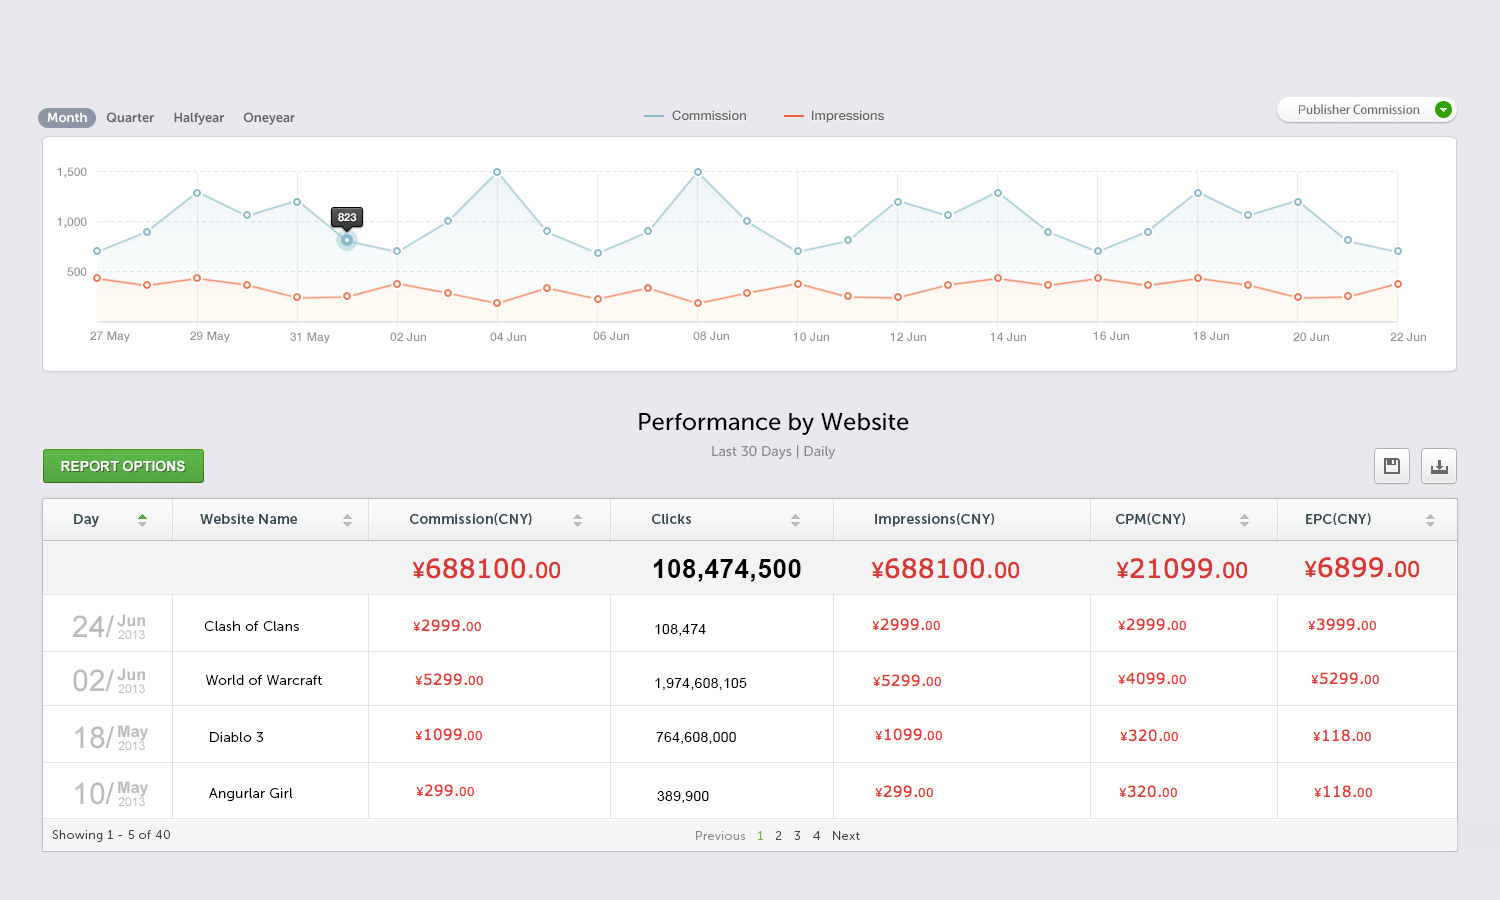 Month Quarter Halfyear Oneyear Commission Impressions Publisher Commission
1,500
1,000
823
500
27 May 29 May 31 May 02 Jun 04 Jun 06 Jun 08 Jun 10 Jun 12 Jun 14 Jun 16 Jun 18 Jun 20 Jun 22 Jun
Performance by Website
Last 30 Days | Daily
REPORT OPTIONS
Day Website Name Commission(CNY) Clicks Impressions(CNY) CPM(CNY) EPC(CNY)
¥688100.00 108,474,500 ¥688100.00 ¥21099.00 ¥6899.00
24/ Jun 2013 Clash of Clans ¥2999.00 108,474 ¥2999.00 ¥2999.00 ¥3999.00
02/ Jun 2013 World of Warcraft ¥5299.00 1,974,608,105 ¥5299.00 ¥4099.00 ¥5299.00
18/ May 2013 Diablo 3 ¥1099.00 764,608,000 ¥1099.00 ¥320.00 ¥118.00
10/ May 2013 Angurlar Girl ¥299.00 389,900 ¥299.00 ¥320.00 ¥118.00
Showing 1 - 5 of 40 Previous 1 2 3 4 Next